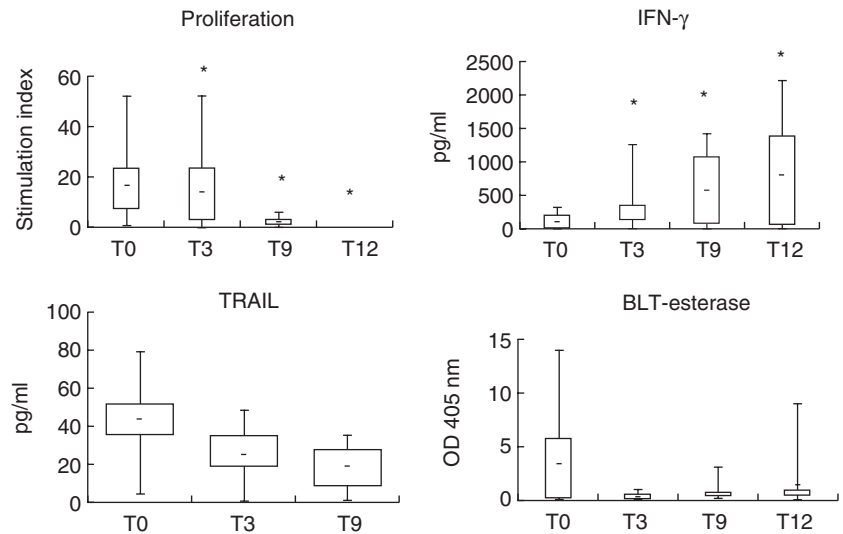 Proliferation
Stimulation index
60
40
20
0
*
*
*
T0 T3 T9 T12
IFN-γ
pg/ml
2500
2000
1500
1000
500
0
*
*
*
T0 T3 T9 T12
TRAIL
pg/ml
100
80
60
40
20
0
T0 T3 T9
BLT-esterase
OD 405 nm
15
10
5
0
T0 T3 T9 T12